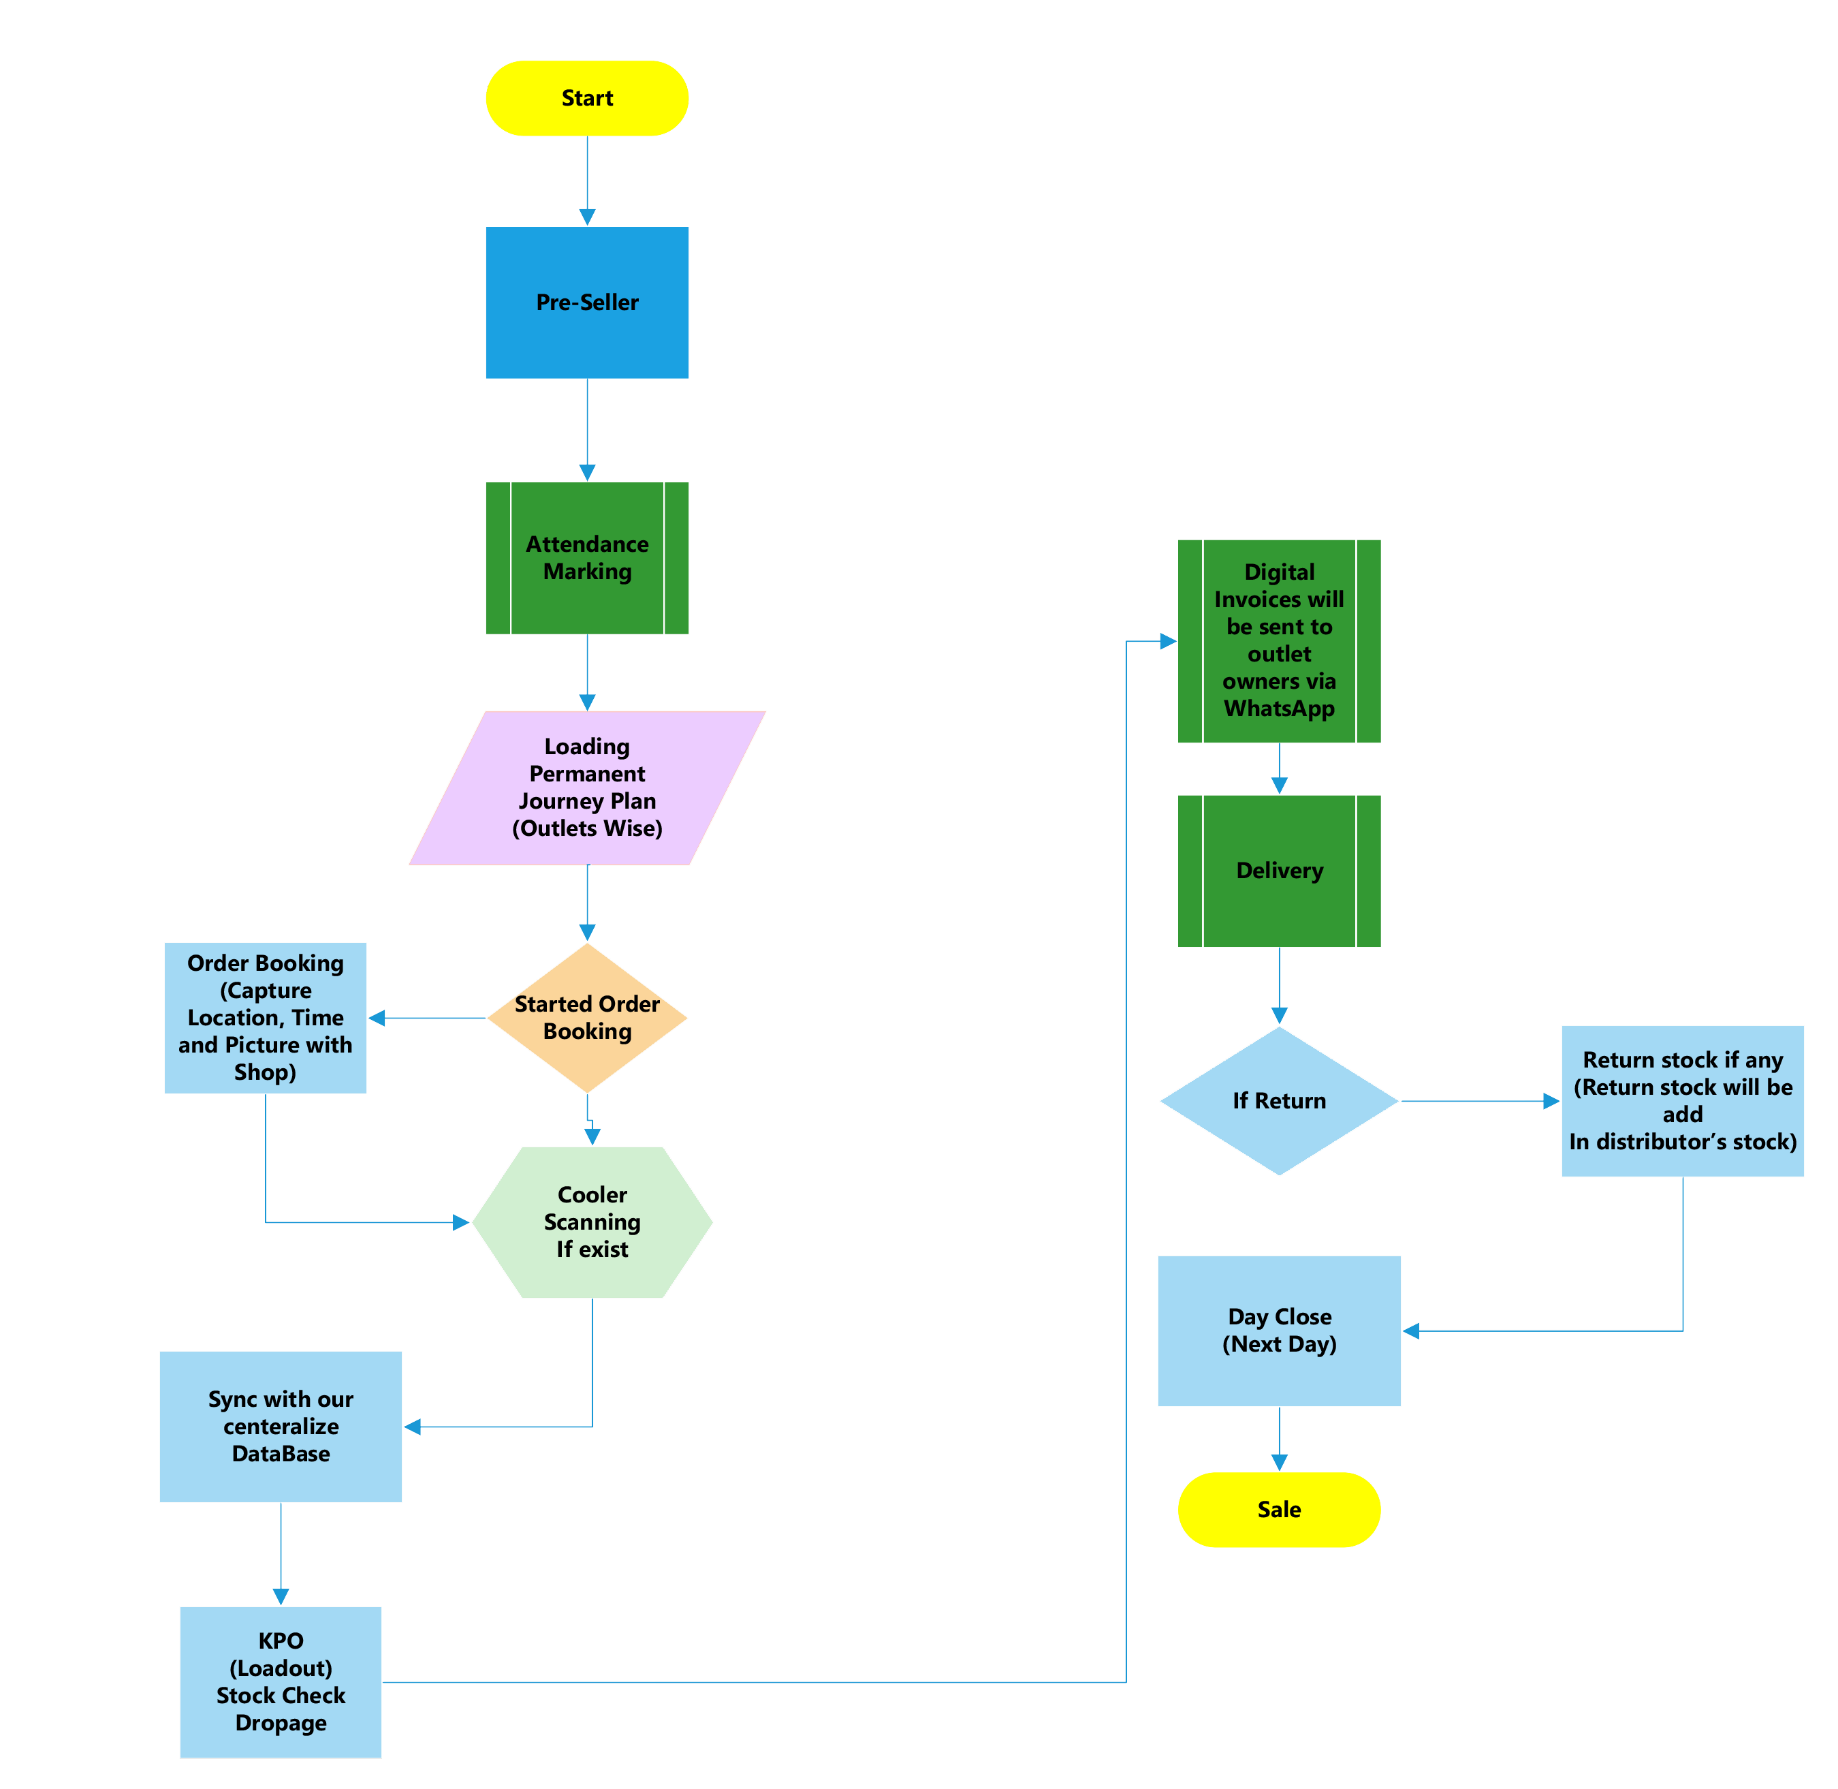 Start
Pre-Seller
Attendance
Marking
Loading
Permanent
Journey Plan
(Outlets Wise)
Started Order
Booking
Order Booking
(Capture
Location, Time
and Picture with
Shop)
Cooler
Scanning
If exist
Sync with our
centeralize
DataBase
KPO
(Loadout)
Stock Check
Dropage
Digital
Invoices will
be sent to
outlet
owners via
WhatsApp
Delivery
If Return
Return stock if any
(Return stock will be
add
In distributor’s stock)
Day Close
(Next Day)
Sale